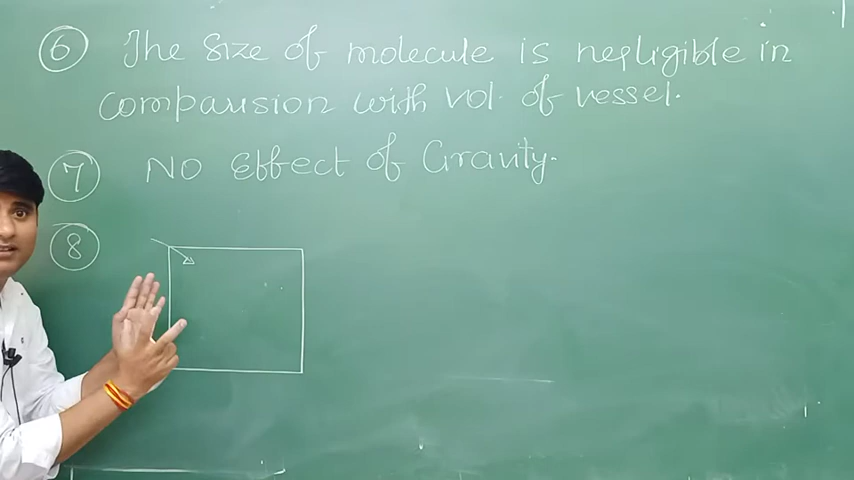 ⑥ The Size of molecule is negligible in
comparision with vol. of vessel.
⑦ No Effect of Gravity.
⑧